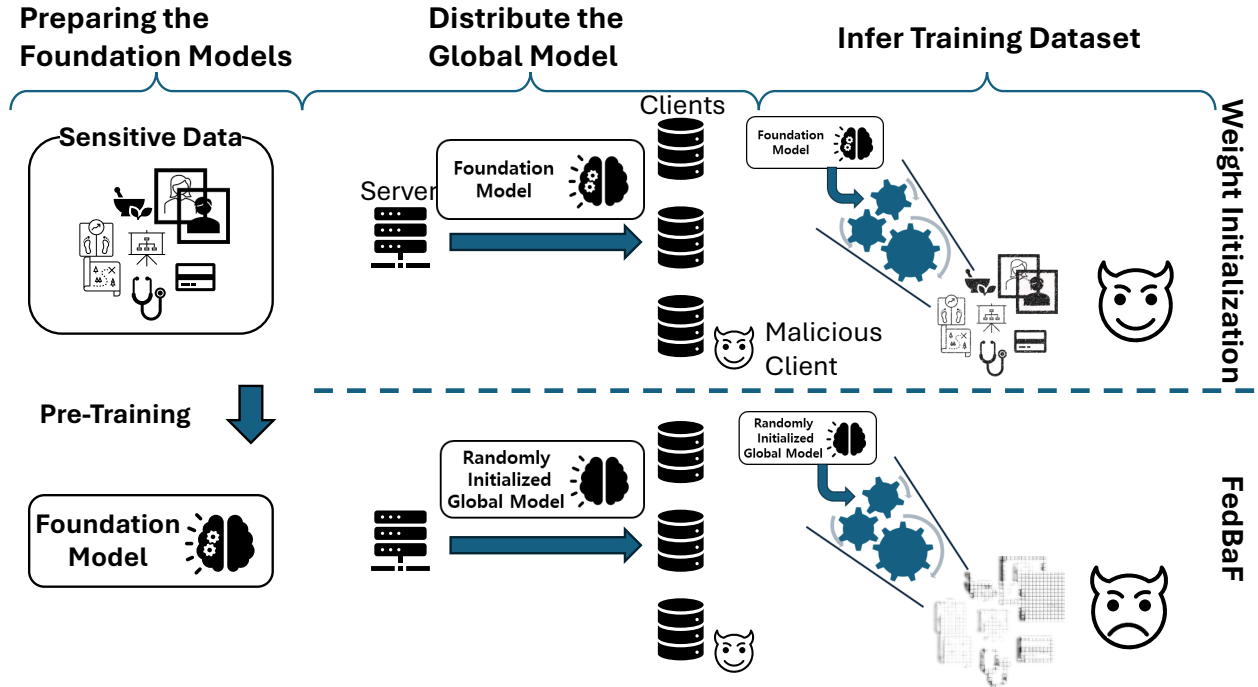 Preparing the
Foundation Models
Distribute the
Global Model
Infer Training Dataset
Sensitive Data
Pre-Training
Foundation
Model
Server
Foundation
Model
Clients
Malicious
Client
Foundation
Model
Weight Initialization
Randomly
Initialized
Global Model
Randomly
Initialized
Global Model
FedBaF